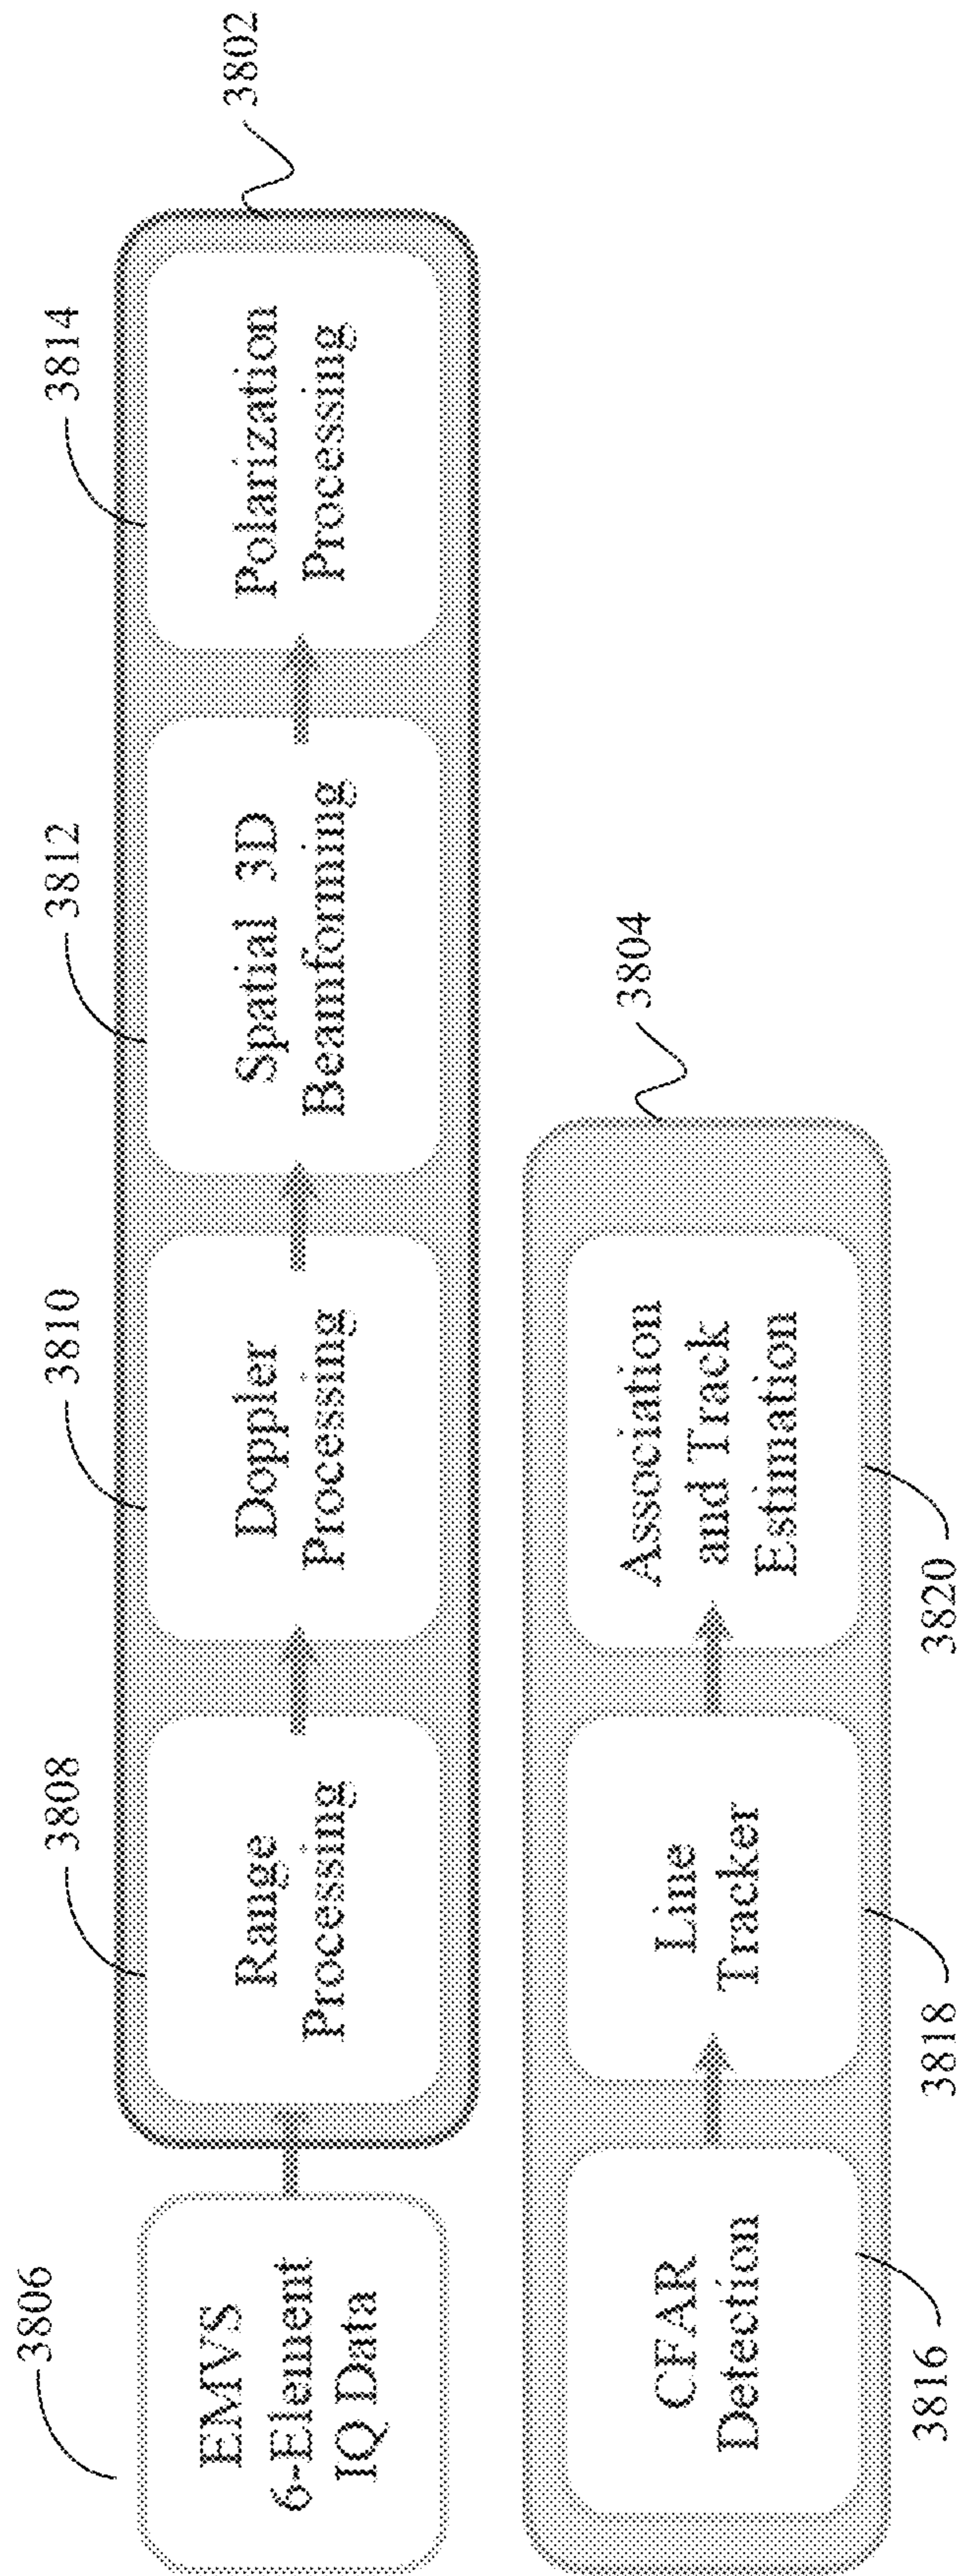 3806
EMVS
6-Element
IQ Data
3808
Range
Processing
3810
Doppler
Processing
3812
Spatial 3D
Beamforming
3814
Polarization
Processing
3802
CFAR
Detection
3816
Line
Tracker
3818
Association
and Track
Estimation
3820
3804